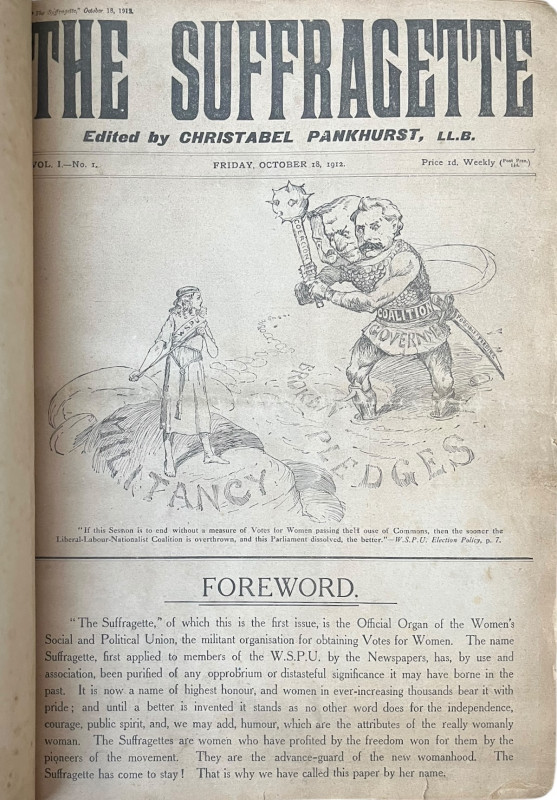 The Suffragette," October 18, 1912.
THE SUFFRAGETTE
Edited by CHRISTABEL PANKHURST, LL.B.
VOL. I.—No. 1. FRIDAY, OCTOBER 18, 1912. Price 1d. Weekly (Post Free,
COERCION
COALITION
GOVERNMENT
BROKEN
PLEDGES
MILITANCY
"If this Session is to end without a measure of Votes for Women passing the H ouse of Commons, then the sooner the
Liberal-Labour-Nationalist Coalition is overthrown, and this Parliament dissolved, the better."—W.S.P.U. Election Policy, p. 7.
FOREWORD.
"The Suffragette," of which this is the first issue, is the Official Organ of the Women's
Social and Political Union, the militant organisation for obtaining Votes for Women. The name
Suffragette, first applied to members of the W.S.P.U. by the Newspapers, has, by use and
association, been purified of any opprobrium or distasteful significance it may have borne in the
past. It is now a name of highest honour, and women in ever-increasing thousands bear it with
pride; and until a better is invented it stands as no other word does for the independence,
courage, public spirit, and, we may add, humour, which are the attributes of the really womanly
woman. The Suffragettes are women who have profited by the freedom won for them by the
pioneers of the movement. They are the advance-guard of the new womanhood. The
Suffragette has come to stay! That is why we have called this paper by her name.